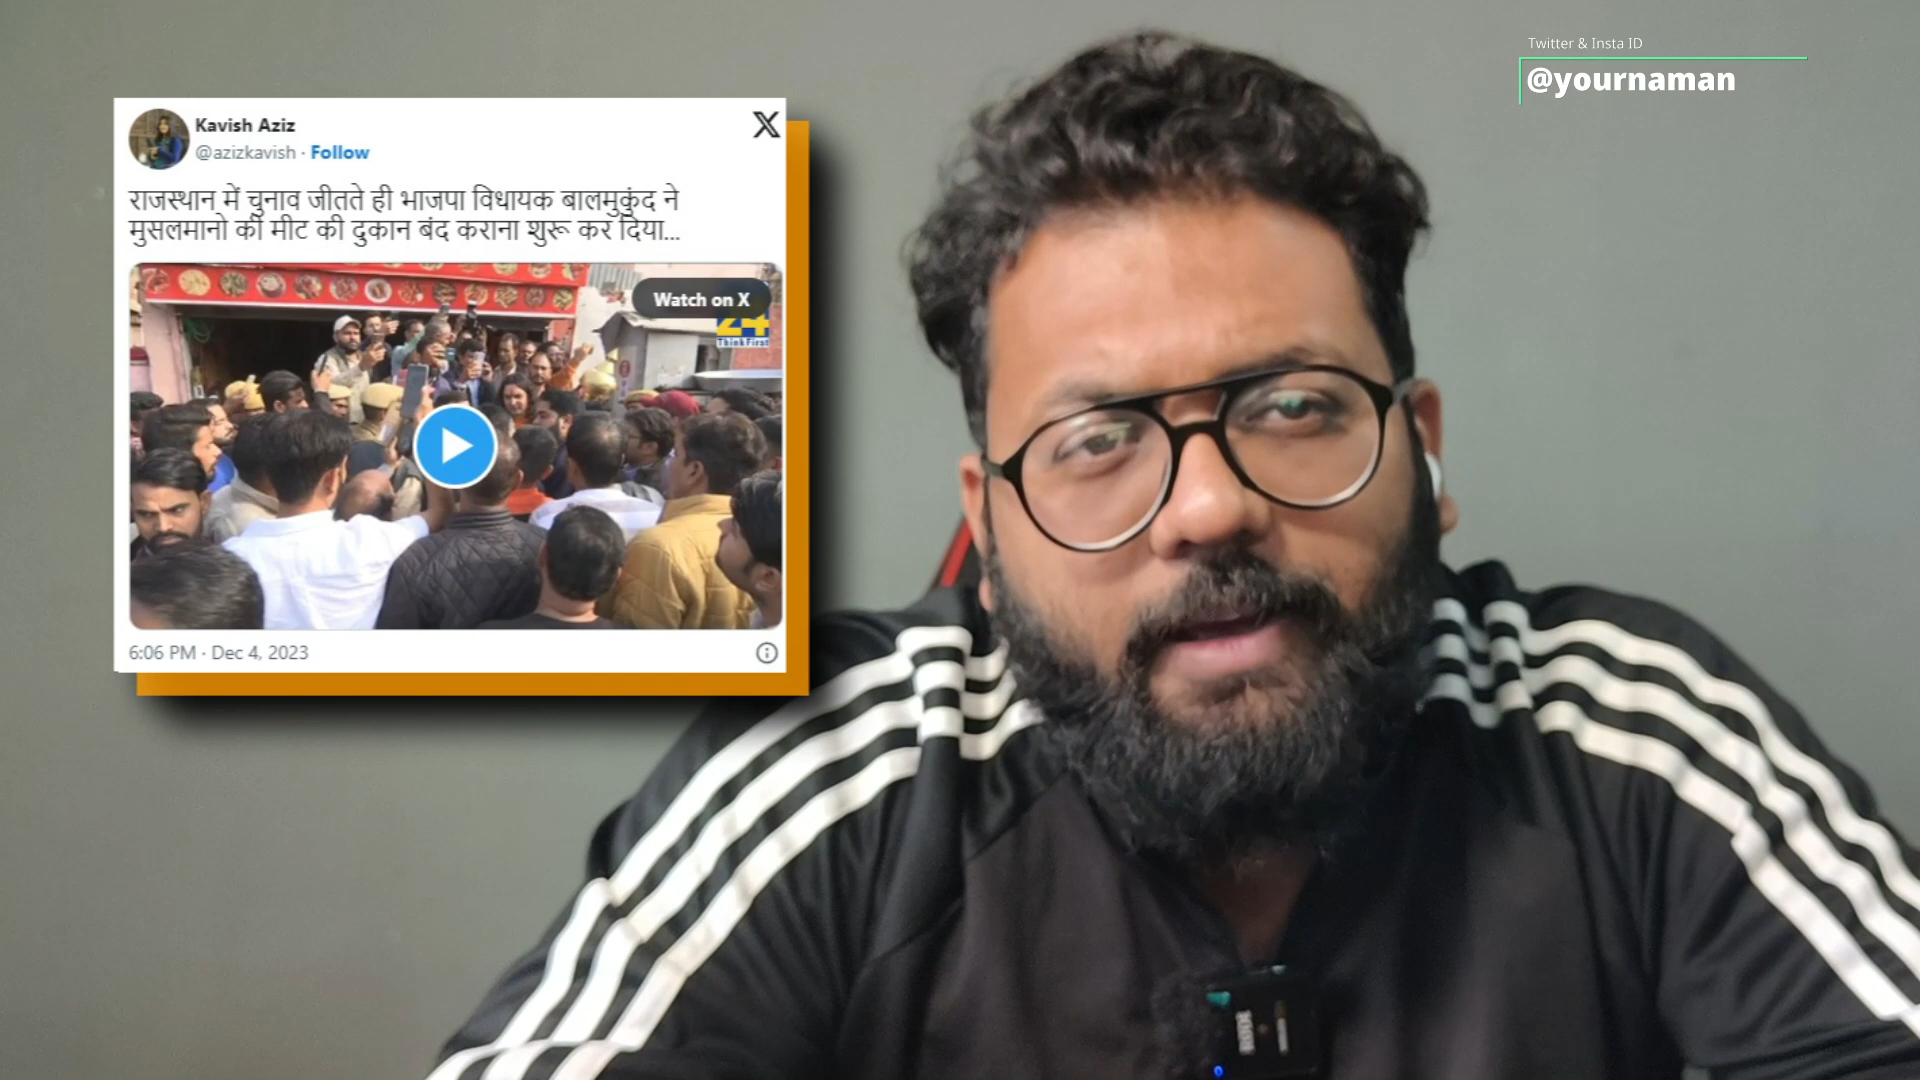 Twitter & Insta ID
@yournaman
Kavish Aziz
@azizkavish · Follow
राजस्थान में चुनाव जीतते ही भाजपा विधायक बालमुकुंद ने
मुसलमानो की मीट की दुकान बंद कराना शुरू कर दिया...
Watch on X
24
Think First
6:06 PM · Dec 4, 2023